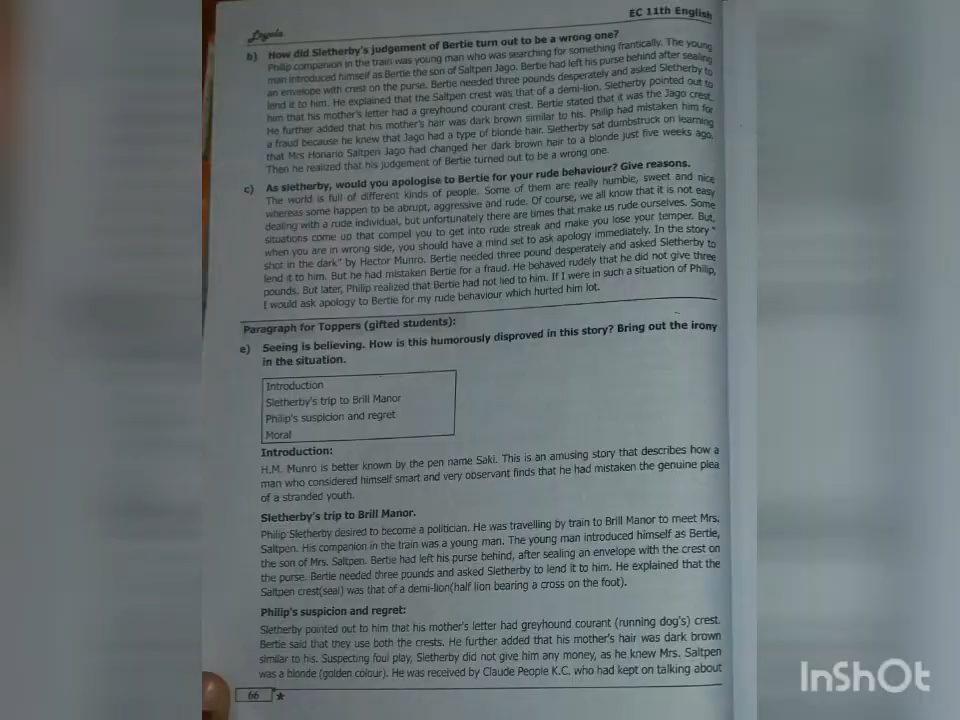 Loyola
EC 11th English
b) How did Sletherby's judgement of Bertie turn out to be a wrong one?
Philip companion in the train was young man who was searching for something frantically. The young
man introduced himself as Bertie the son of Saltpen Jago. Bertie had left his purse behind after sealing
an envelope with crest on the purse. Bertie needed three pounds desperately and asked Sletherby to
lend it to him. He explained that the Saltpen crest was that of a demi-lion. Sletherby pointed out to
him that his mother's letter had a greyhound courant crest. Bertie stated that it was the Jago crest.
He further added that his mother's hair was dark brown similar to his. Philip had mistaken him for
a fraud because he knew that Jago had a type of blonde hair. Sletherby sat dumbstruck on learning
that Mrs Honario Saltpen Jago had changed her dark brown hair to a blonde just five weeks ago.
Then he realized that his judgement of Bertie turned out to be a wrong one.
c) As sletherby, would you apologise to Bertie for your rude behaviour? Give reasons.
The world is full of different kinds of people. Some of them are really humble, sweet and nice
whereas some happen to be abrupt, aggressive and rude. Of course, we all know that it is not easy
dealing with a rude individual, but unfortunately there are times that make us rude ourselves. Some
situations come up that compel you to get into rude streak and make you lose your temper. But,
when you are in wrong side, you should have a mind set to ask apology immediately. In the story "
shot in the dark" by Hector Munro. Bertie needed three pound desperately and asked Sletherby to
lend it to him. But he had mistaken Bertie for a fraud. He behaved rudely that he did not give three
pounds. But later, Philip realized that Bertie had not lied to him. If I were in such a situation of Philip,
I would ask apology to Bertie for my rude behaviour which hurted him lot.
Paragraph for Toppers (gifted students):
e) Seeing is believing. How is this humorously disproved in this story? Bring out the irony
in the situation.
Introduction
Sletherby's trip to Brill Manor
Philip's suspicion and regret
Moral
Introduction:
H.M. Munro is better known by the pen name Saki. This is an amusing story that describes how a
man who considered himself smart and very observant finds that he had mistaken the genuine plea
of a stranded youth.
Sletherby's trip to Brill Manor.
Philip Sletherby desired to become a politician. He was travelling by train to Brill Manor to meet Mrs.
Saltpen. His companion in the train was a young man. The young man introduced himself as Bertie,
the son of Mrs. Saltpen. Bertie had left his purse behind, after sealing an envelope with the crest on
the purse. Bertie needed three pounds and asked Sletherby to lend it to him. He explained that the
Saltpen crest(seal) was that of a demi-lion(half lion bearing a cross on the foot).
Philip's suspicion and regret:
Sletherby pointed out to him that his mother's letter had greyhound courant (running dog's) crest.
Bertie said that they use both the crests. He further added that his mother's hair was dark brown
similar to his. Suspecting foul play, Sletherby did not give him any money, as he knew Mrs. Saltpen
was a blonde (golden colour). He was received by Claude People K.C. who had kept on talking about
66
InShOt